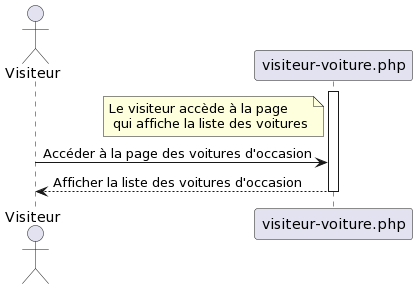 Visiteur
visiteur-voiture.php
Le visiteur accède à la page
qui affiche la liste des voitures
Accéder à la page des voitures d'occasion
Afficher la liste des voitures d'occasion
Visiteur
visiteur-voiture.php